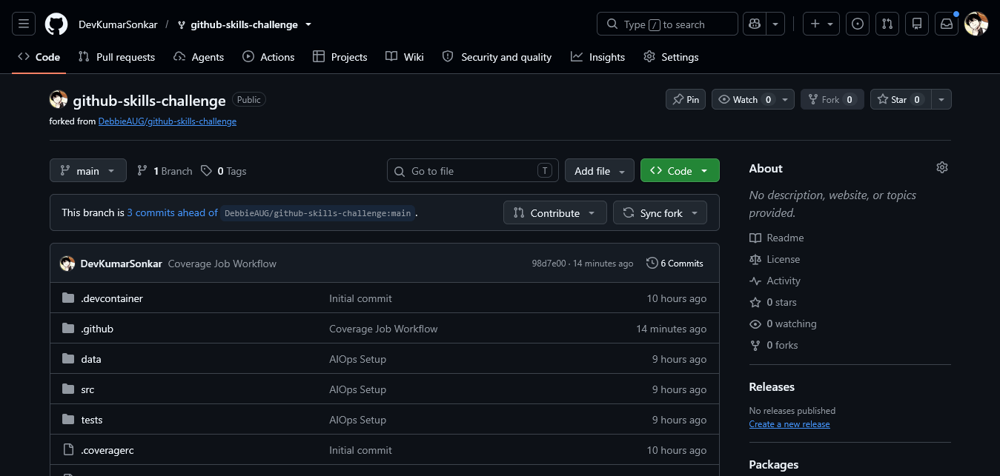 DevKumarSonkar / github-skills-challenge
Type / to search
Code Pull requests Agents Actions Projects Wiki Security and quality Insights Settings
github-skills-challenge Public
Pin Watch 0 Fork 0 Star 0
forked from DebbieAUG/github-skills-challenge
main 1 Branch 0 Tags Go to file T Add file Code
This branch is 3 commits ahead of DebbieAUG/github-skills-challenge:main . Contribute Sync fork
DevKumarSonkar Coverage Job Workflow 98d7e00 · 14 minutes ago 6 Commits
.devcontainer Initial commit 10 hours ago
.github Coverage Job Workflow 14 minutes ago
data AIOps Setup 9 hours ago
src AIOps Setup 9 hours ago
tests AIOps Setup 9 hours ago
.coveragerc Initial commit 10 hours ago
About
No description, website, or topics
provided.
Readme
License
Activity
0 stars
0 watching
0 forks
Releases
No releases published
Create a new release
Packages